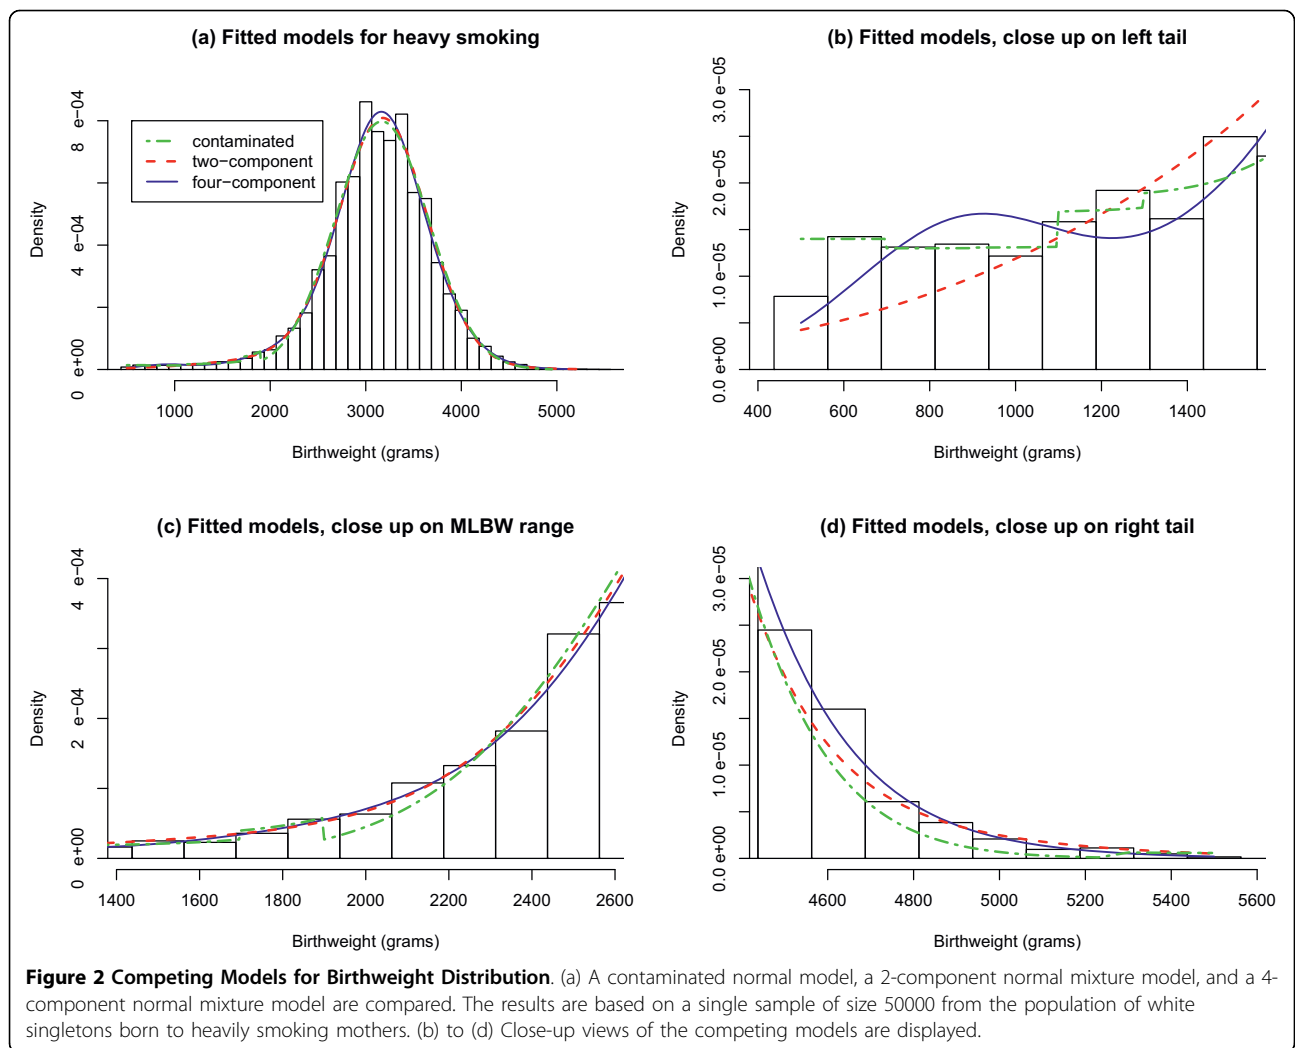 (a) Fitted models for heavy smoking
8 e−04
4 e−04
0 e+00
Density
contaminated
two−component
four−component
1000 2000 3000 4000 5000
Birthweight (grams)
(b) Fitted models, close up on left tail
3.0 e−05
2.0 e−05
1.0 e−05
0.0 e+00
Density
400 600 800 1000 1200 1400
Birthweight (grams)
(c) Fitted models, close up on MLBW range
4 e−04
2 e−04
0 e+00
Density
1400 1600 1800 2000 2200 2400 2600
Birthweight (grams)
(d) Fitted models, close up on right tail
3.0 e−05
2.0 e−05
1.0 e−05
0.0 e+00
Density
4600 4800 5000 5200 5400 5600
Birthweight (grams)
Figure 2 Competing Models for Birthweight Distribution. (a) A contaminated normal model, a 2-component normal mixture model, and a 4-
component normal mixture model are compared. The results are based on a single sample of size 50000 from the population of white
singletons born to heavily smoking mothers. (b) to (d) Close-up views of the competing models are displayed.